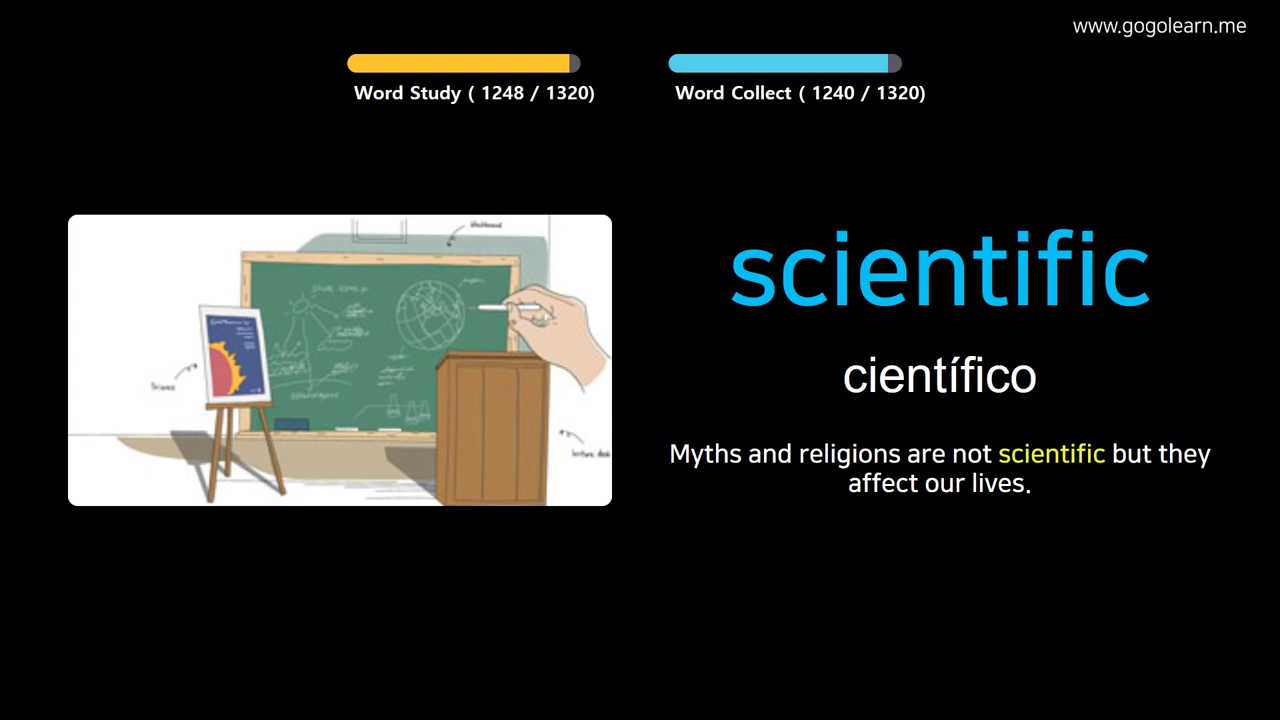 www.gogolearn.me
Word Study ( 1248 / 1320)
Word Collect ( 1240 / 1320)
scientific
científico
Myths and religions are not scientific but they
affect our lives.
Science